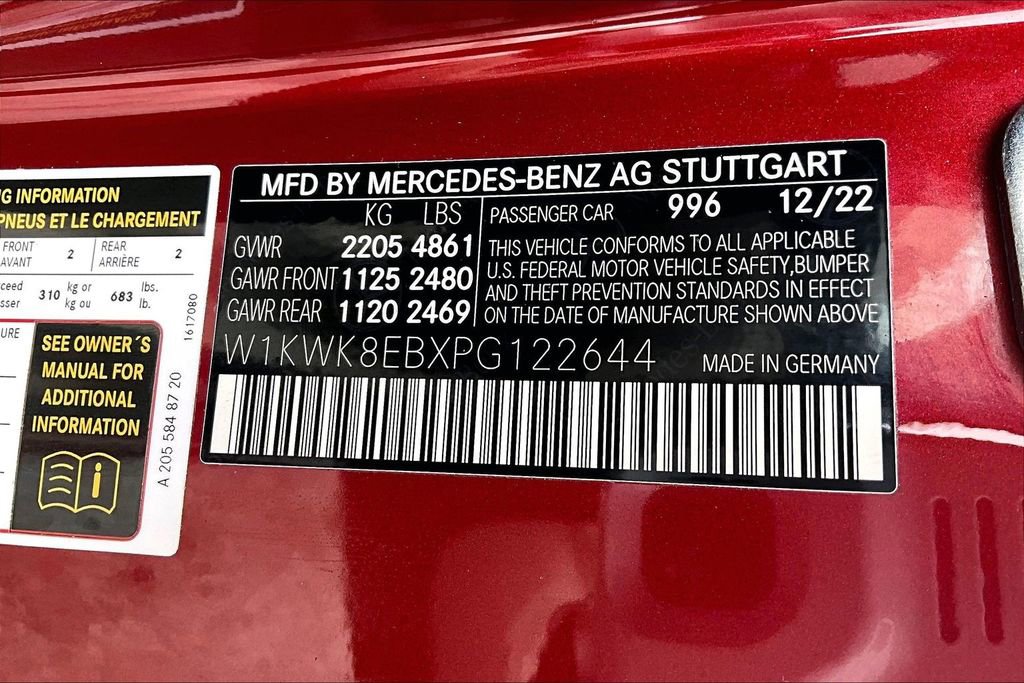 MFD BY MERCEDES-BENZ AG STUTTGART
KG LBS
GVWR 2205 4861
GAWR FRONT 1125 2480
GAWR REAR 1120 2469
PASSENGER CAR 996 12/22
THIS VEHICLE CONFORMS TO ALL APPLICABLE
U.S. FEDERAL MOTOR VEHICLE SAFETY,BUMPER
AND THEFT PREVENTION STANDARDS IN EFFECT
ON THE DATE OF MANUFACTURE SHOWN ABOVE
W1KWK8EBXPG122644
MADE IN GERMANY
INFORMATION
PNEUS ET LE CHARGEMENT
FRONT 2 REAR 2
AVANT ARRIÈRE
310 kg or 683 lbs.
kg ou lb.
SEE OWNER´S
MANUAL FOR
ADDITIONAL
INFORMATION
i
1617080
A 205 584 87 20